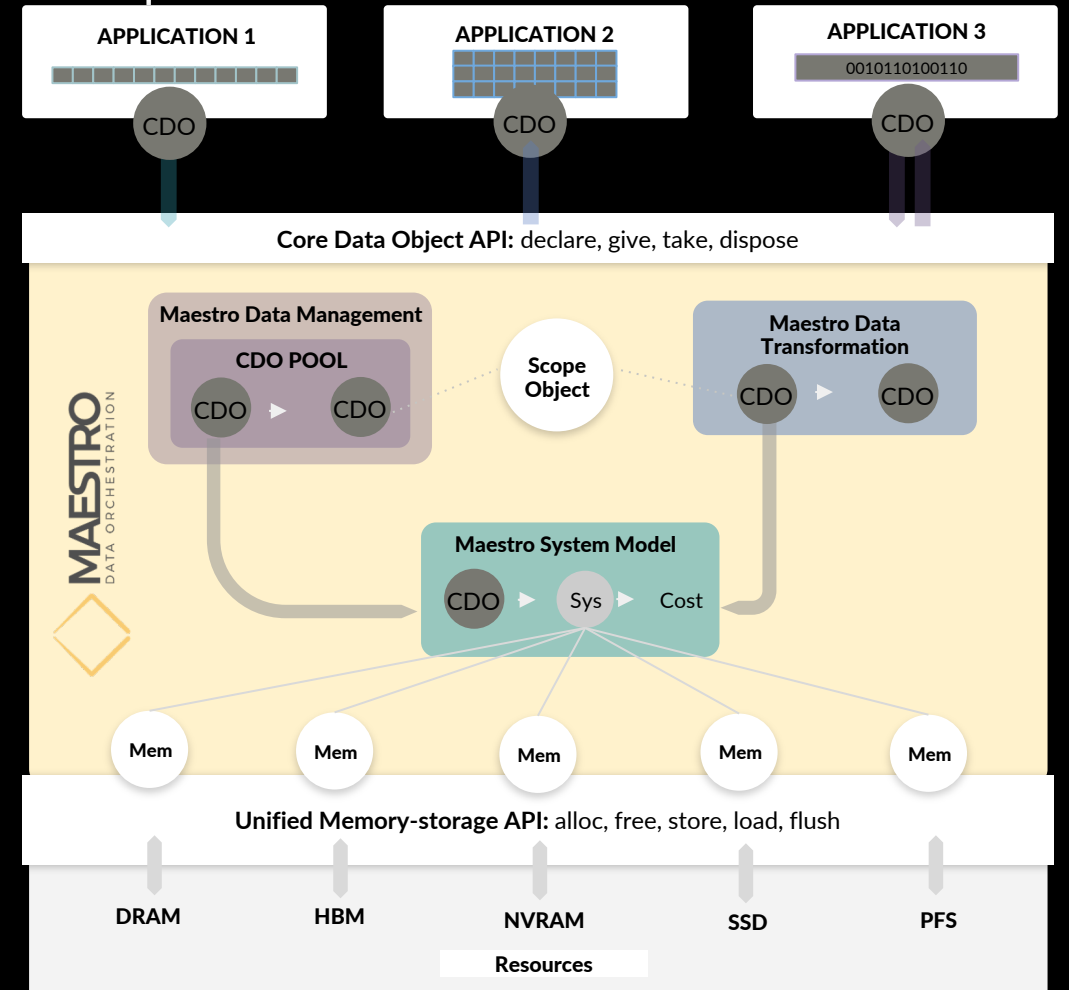 APPLICATION 1
APPLICATION 2
APPLICATION 3
0010110100110
CDO
CDO
CDO
Core Data Object API: declare, give, take, dispose
Maestro Data Management
CDO POOL
CDO
CDO
Scope
Object
Maestro Data
Transformation
CDO
CDO
MAESTRO
DATA ORCHESTRATION
Maestro System Model
CDO
Sys
Cost
Mem
Mem
Mem
Mem
Mem
Unified Memory-storage API: alloc, free, store, load, flush
DRAM
HBM
NVRAM
SSD
PFS
Resources